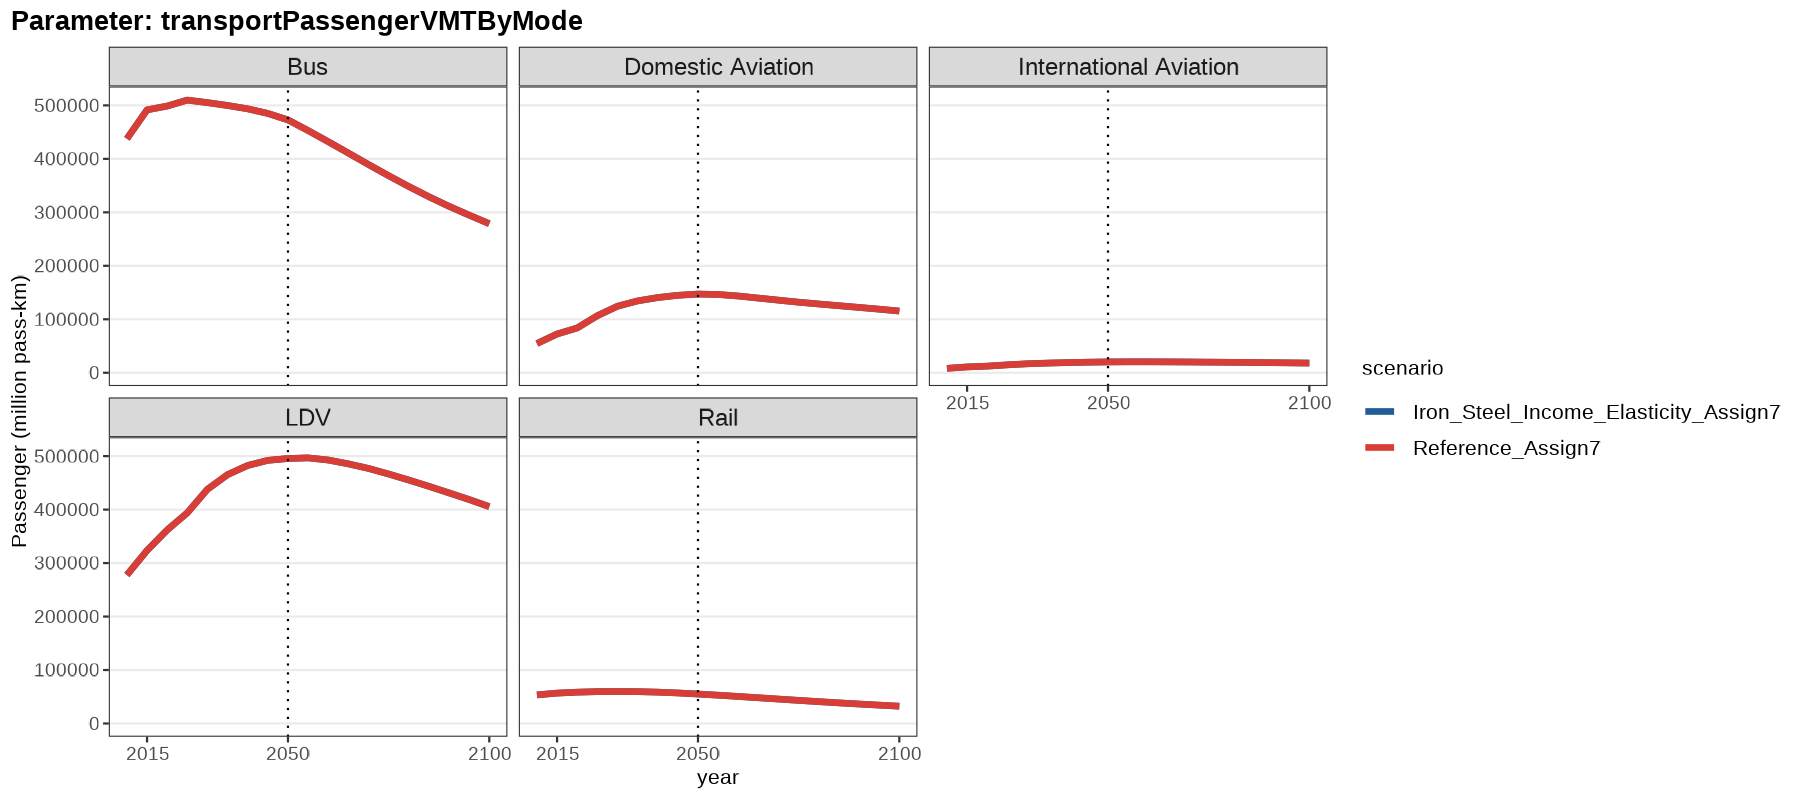 Parameter: transportPassengerVMTByMode
Bus
Domestic Aviation
International Aviation
500000
400000
300000
200000
100000
0
2015
2050
2100
LDV
Rail
500000
400000
300000
200000
100000
0
2015
2050
2100
2015
2050
2100
year
Passenger (million pass-km)
scenario
Iron_Steel_Income_Elasticity_Assign7
Reference_Assign7